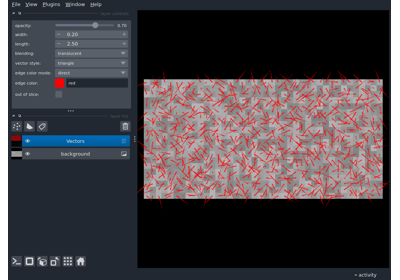 File View Plugins Window Help
layer controls
opacity: 0.70
width: 0.20
length: 2.50
blending: translucent
vector style: triangle
edge color mode: direct
edge color: red
out of slice:
layer list
Vectors
background
activity